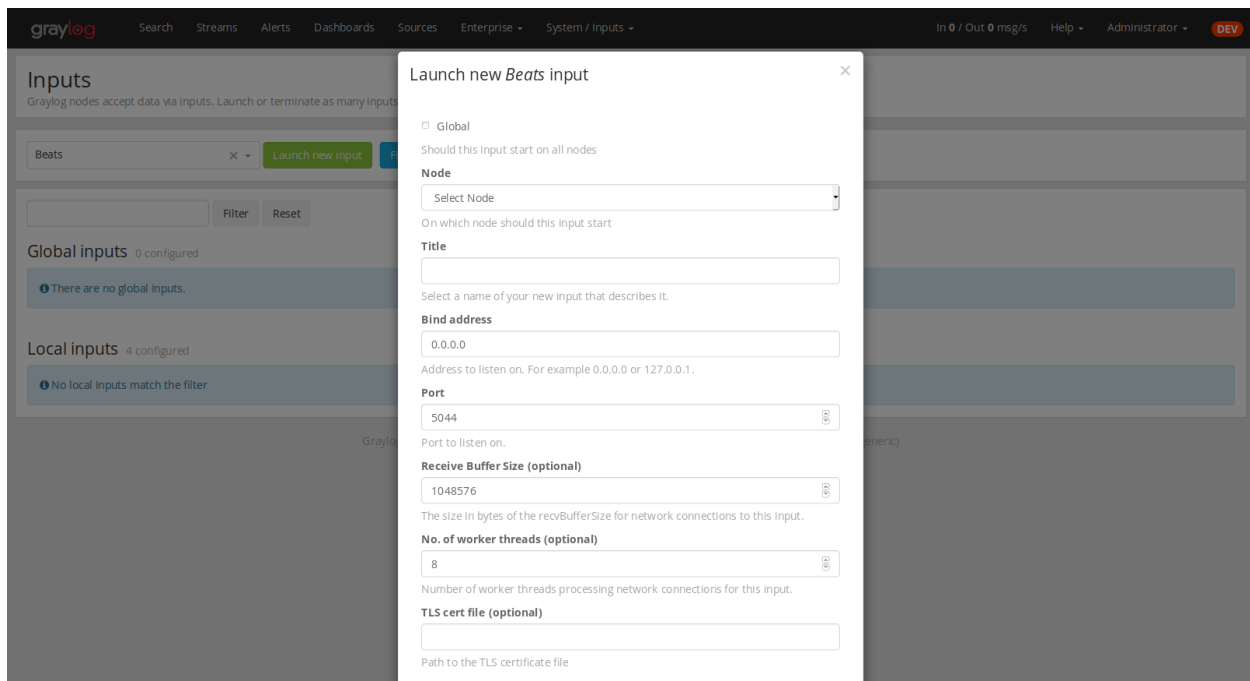 graylog Search Streams Alerts Dashboards Sources Enterprise System / Inputs In 0 / Out 0 msg/s Help Administrator DEV
Inputs
Graylog nodes accept data via inputs. Launch or terminate as many inputs
Beats
Launch new input
Filter Reset
Global inputs 0 configured
There are no global inputs.
Local inputs 4 configured
No local inputs match the filter
Launch new Beats input ×
Global
Should this input start on all nodes
Node
Select Node
On which node should this input start
Title
Select a name of your new input that describes it.
Bind address
0.0.0.0
Address to listen on. For example 0.0.0.0 or 127.0.0.1.
Port
5044
Port to listen on.
Receive Buffer Size (optional)
1048576
The size in bytes of the recvBufferSize for network connections to this input.
No. of worker threads (optional)
8
Number of worker threads processing network connections for this input.
TLS cert file (optional)
Path to the TLS certificate file